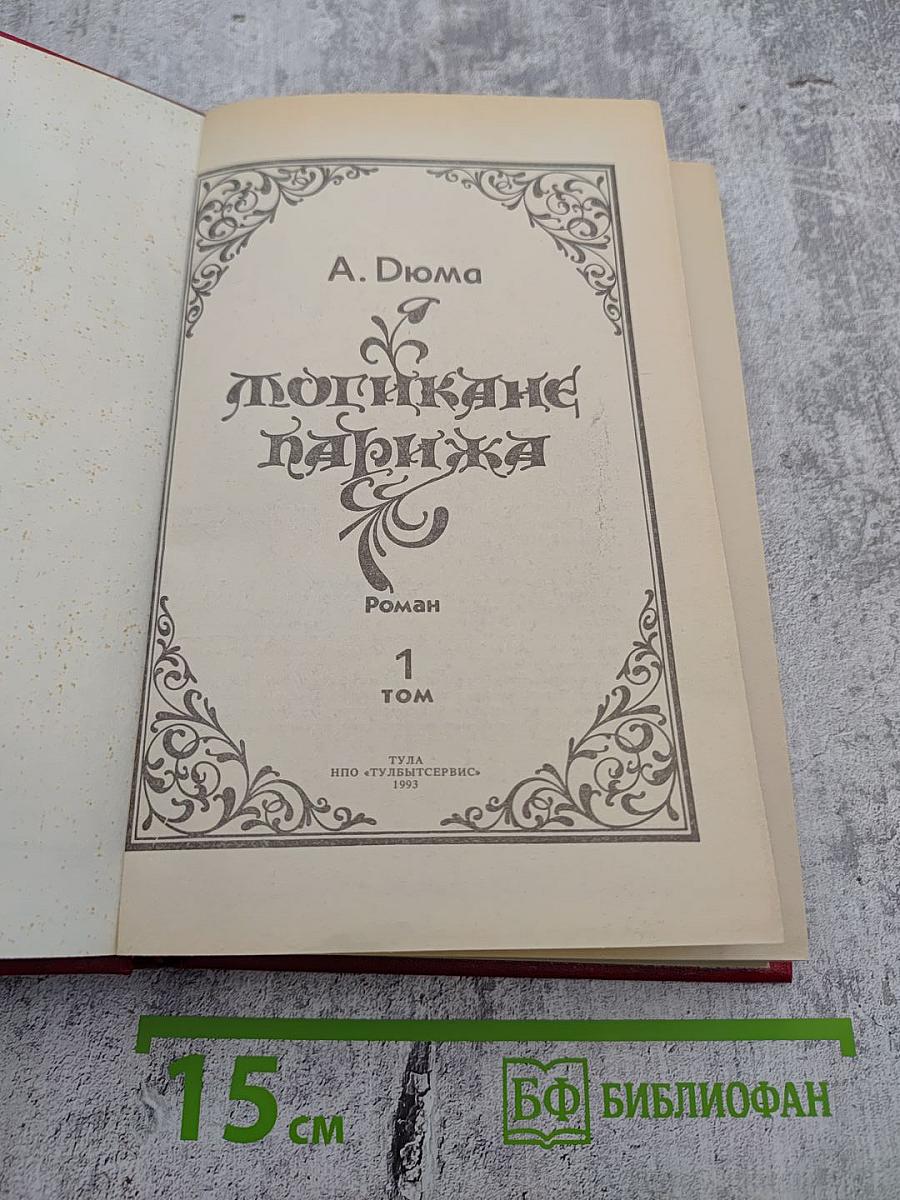 А. Дюма
МОГИКАНЕ
ПАРИЖА
Роман
1
ТОМ
ТУЛА
НПО «ТУЛБЫТСЕРВИС»
1993
15 см
БФ БИБЛИОФАН